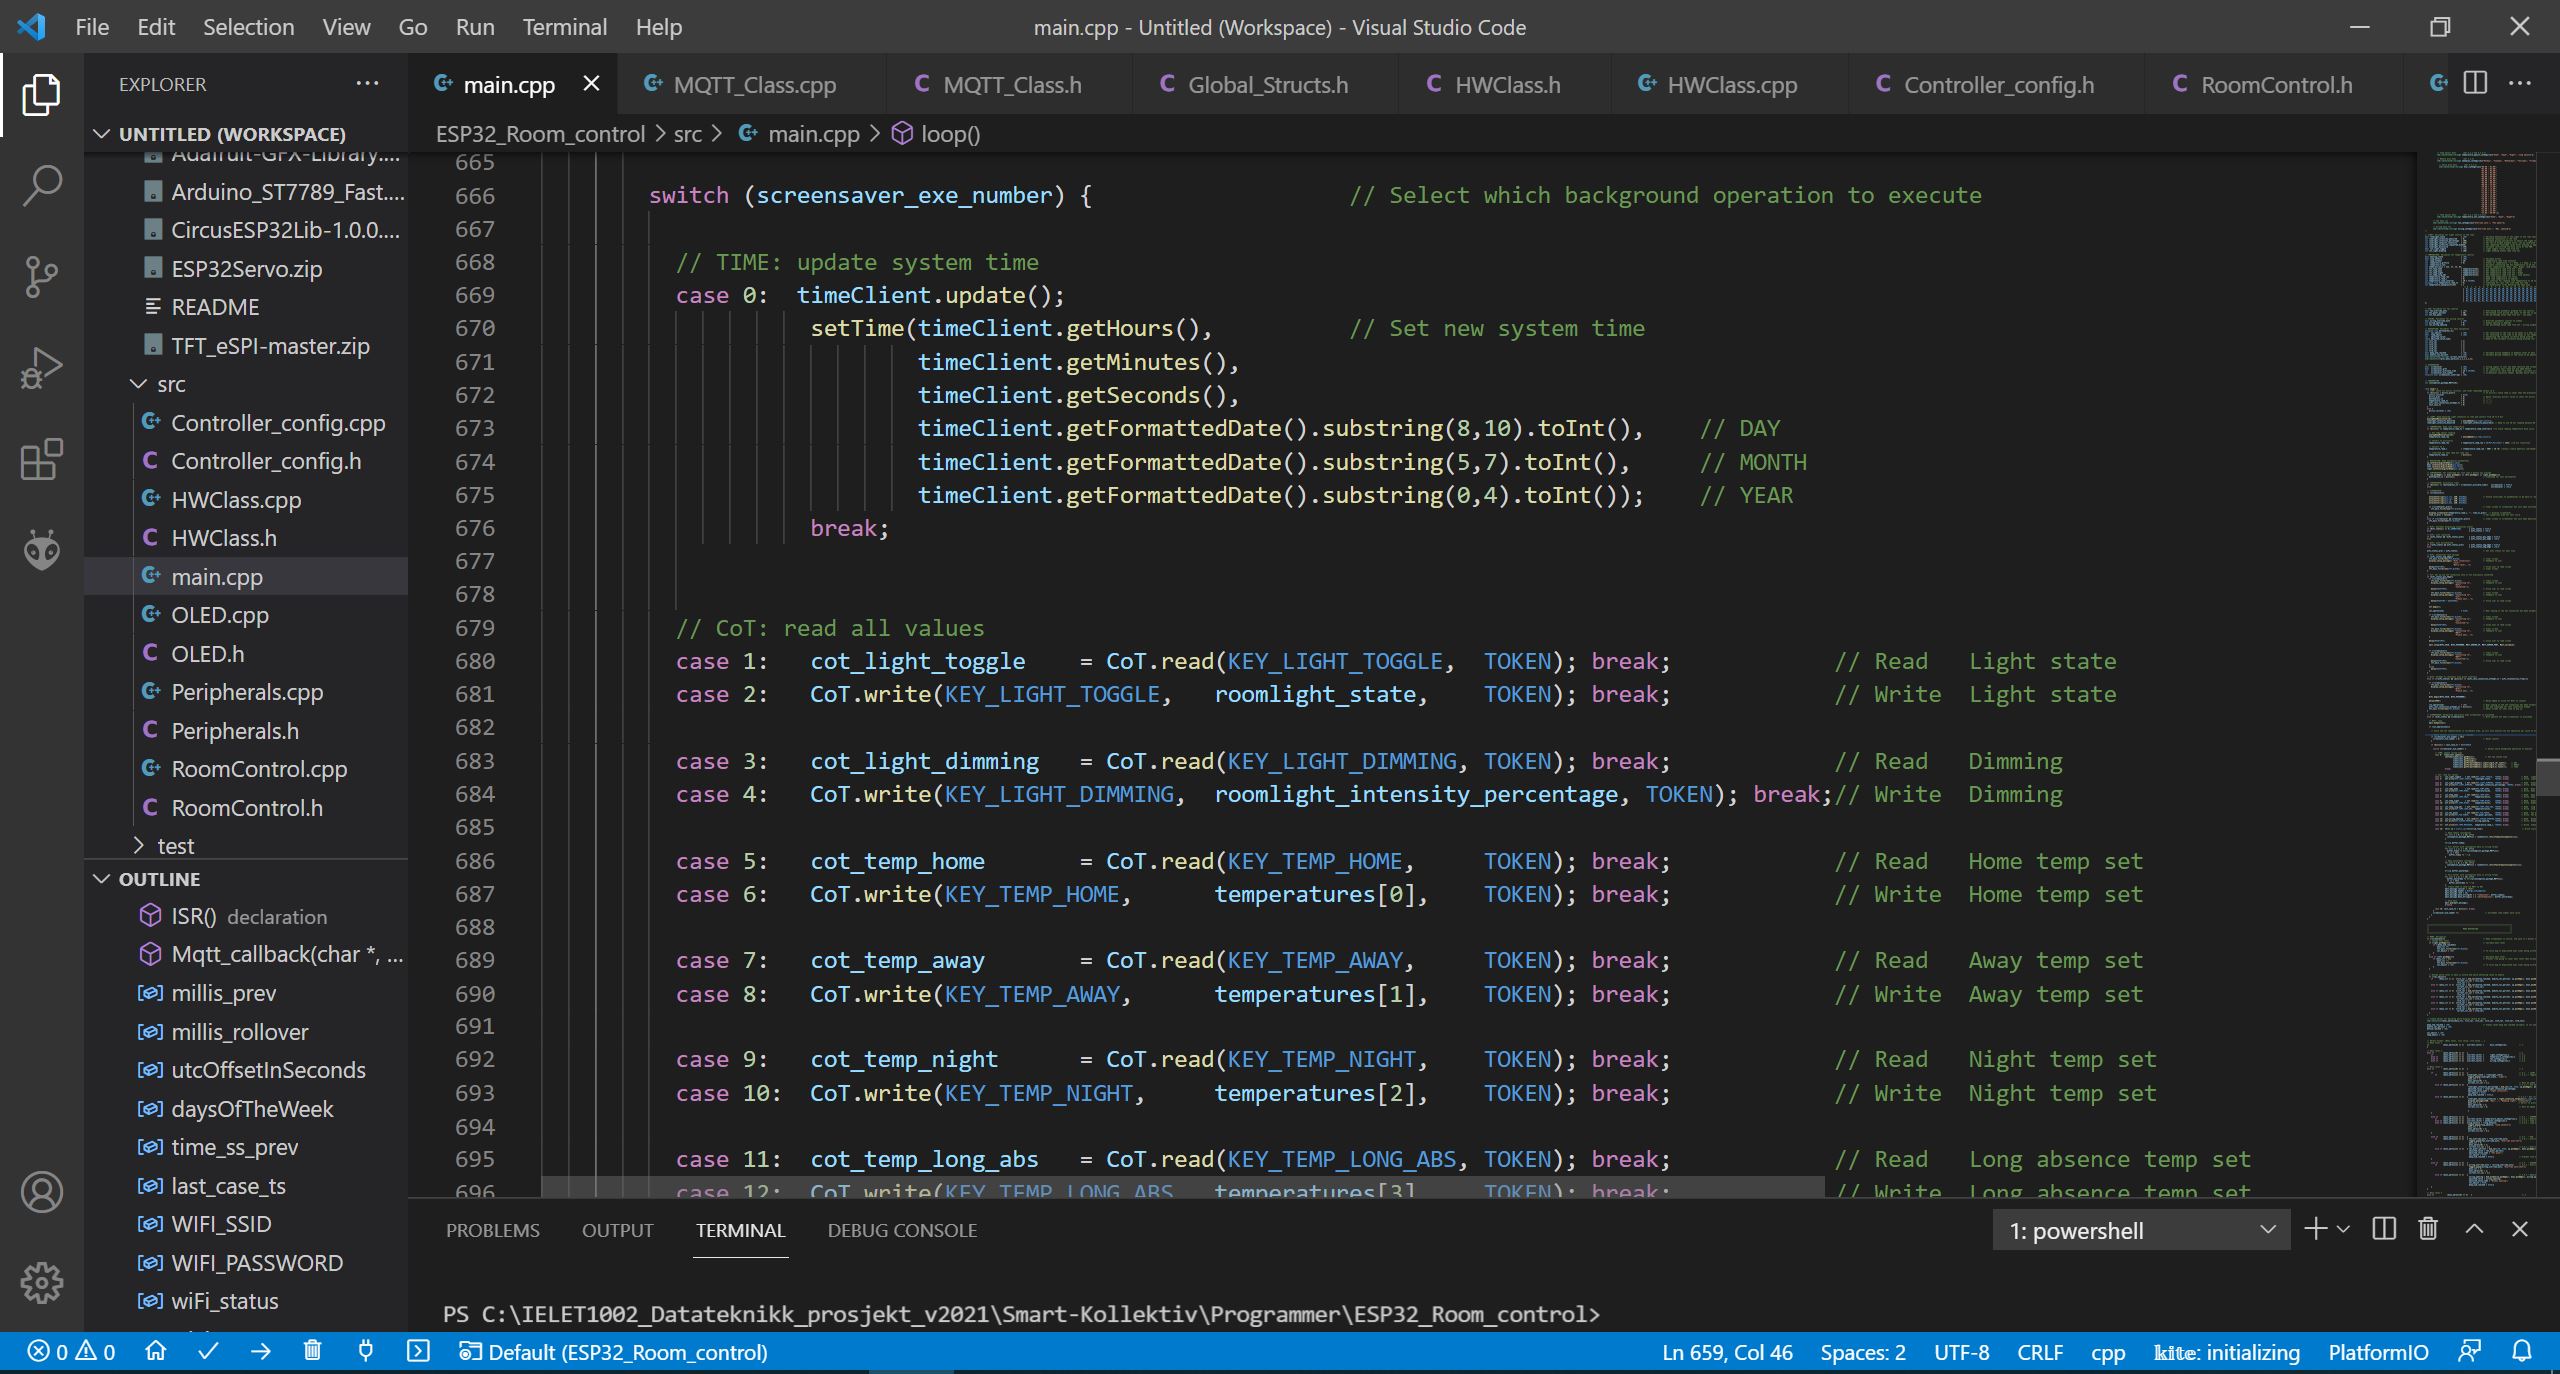 File Edit Selection View Go Run Terminal Help
main.cpp - Untitled (Workspace) - Visual Studio Code
EXPLORER
UNTITLED (WORKSPACE)
Adafruit-GFX-Library....
Arduino_ST7789_Fast....
CircusESP32Lib-1.0.0....
ESP32Servo.zip
README
TFT_eSPI-master.zip
src
Controller_config.cpp
Controller_config.h
HWClass.cpp
HWClass.h
main.cpp
OLED.cpp
OLED.h
Peripherals.cpp
Peripherals.h
RoomControl.cpp
RoomControl.h
test
OUTLINE
ISR() declaration
Mqtt_callback(char *, ...
millis_prev
millis_rollover
utcOffsetInSeconds
daysOfTheWeek
time_ss_prev
last_case_ts
WIFI_SSID
WIFI_PASSWORD
wiFi_status
main.cpp MQTT_Class.cpp MQTT_Class.h Global_Structs.h HWClass.h HWClass.cpp Controller_config.h RoomControl.h
ESP32_Room_control > src > main.cpp > loop()
665
666 switch (screensaver_exe_number) { // Select which background operation to execute
667
668 // TIME: update system time
669 case 0: timeClient.update();
670 setTime(timeClient.getHours(), // Set new system time
671 timeClient.getMinutes(),
672 timeClient.getSeconds(),
673 timeClient.getFormattedDate().substring(8,10).toInt(), // DAY
674 timeClient.getFormattedDate().substring(5,7).toInt(), // MONTH
675 timeClient.getFormattedDate().substring(0,4).toInt()); // YEAR
676 break;
677
678
679 // CoT: read all values
680 case 1: cot_light_toggle = CoT.read(KEY_LIGHT_TOGGLE, TOKEN); break; // Read Light state
681 case 2: CoT.write(KEY_LIGHT_TOGGLE, roomlight_state, TOKEN); break; // Write Light state
682
683 case 3: cot_light_dimming = CoT.read(KEY_LIGHT_DIMMING, TOKEN); break; // Read Dimming
684 case 4: CoT.write(KEY_LIGHT_DIMMING, roomlight_intensity_percentage, TOKEN); break;// Write Dimming
685
686 case 5: cot_temp_home = CoT.read(KEY_TEMP_HOME, TOKEN); break; // Read Home temp set
687 case 6: CoT.write(KEY_TEMP_HOME, temperatures[0], TOKEN); break; // Write Home temp set
688
689 case 7: cot_temp_away = CoT.read(KEY_TEMP_AWAY, TOKEN); break; // Read Away temp set
690 case 8: CoT.write(KEY_TEMP_AWAY, temperatures[1], TOKEN); break; // Write Away temp set
691
692 case 9: cot_temp_night = CoT.read(KEY_TEMP_NIGHT, TOKEN); break; // Read Night temp set
693 case 10: CoT.write(KEY_TEMP_NIGHT, temperatures[2], TOKEN); break; // Write Night temp set
694
695 case 11: cot_temp_long_abs = CoT.read(KEY_TEMP_LONG_ABS, TOKEN); break; // Read Long absence temp set
696 case 12: CoT.write(KEY_TEMP_LONG_ABS, temperatures[3], TOKEN); break; // Write Long absence temp set
PROBLEMS OUTPUT TERMINAL DEBUG CONSOLE
1: powershell
PS C:\IELET1002_Datateknikk_prosjekt_v2021\Smart-Kollektiv\Programmer\ESP32_Room_control>
0 0 Default (ESP32_Room_control) Ln 659, Col 46 Spaces: 2 UTF-8 CRLF cpp kite: initializing PlatformIO